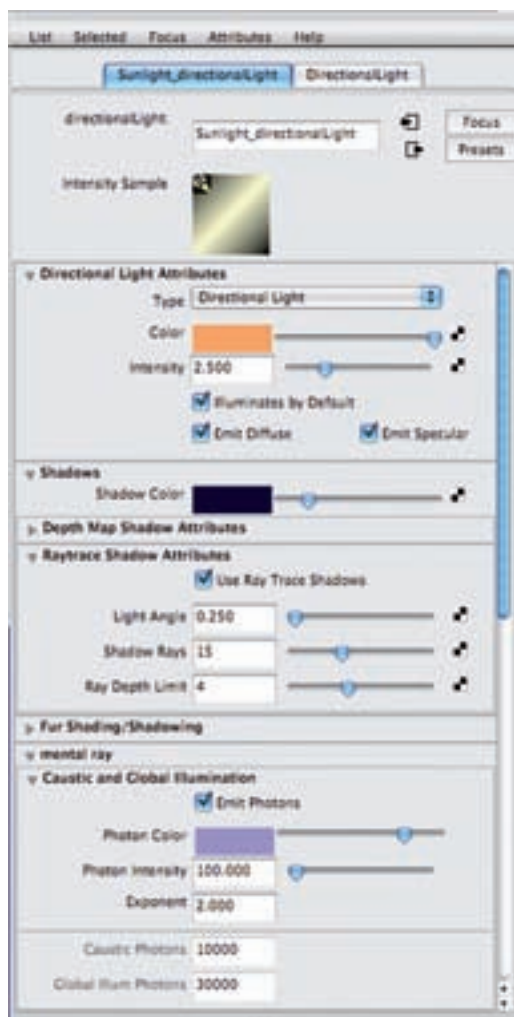 List Selected Focus Attributes Help
Sunlight_directionalLight DirectionalLight
directionalLight: Sunlight_directionalLight Focus
Presets
Intensity Sample
Directional Light Attributes
Type Directional Light
Color
Intensity 2.500
Illuminates by Default
Emit Diffuse Emit Specular
Shadows
Shadow Color
Depth Map Shadow Attributes
Raytrace Shadow Attributes
Use Ray Trace Shadows
Light Angle 0.250
Shadow Rays 15
Ray Depth Limit 4
Fur Shading/Shadowing
mental ray
Caustic and Global Illumination
Emit Photons
Photon Color
Photon Intensity 100.000
Exponent 2.000
Caustic Photons 10000
Global Illum Photons 30000